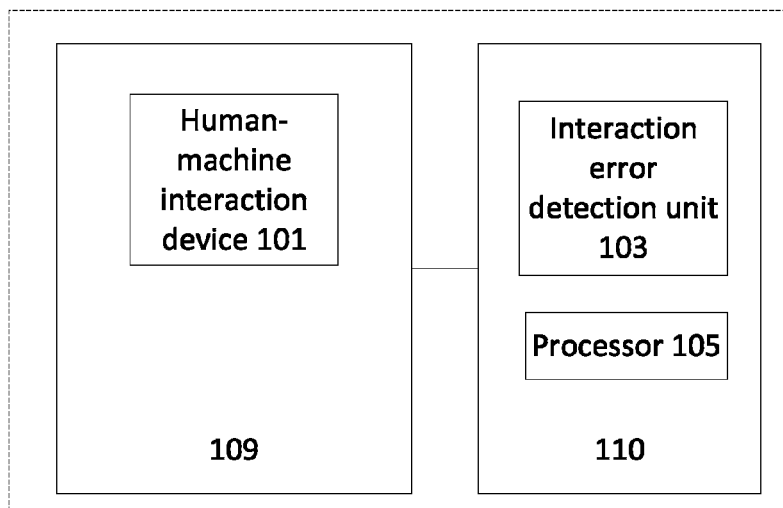 Human-
machine
interaction
device 101
109
Interaction
error
detection unit
103
Processor 105
110